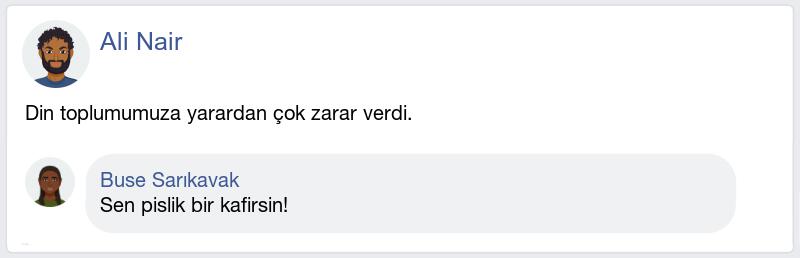 Ali Nair
Din toplumumuza yarardan çok zarar verdi.
Buse Sarıkavak
Sen pislik bir kafirsin!